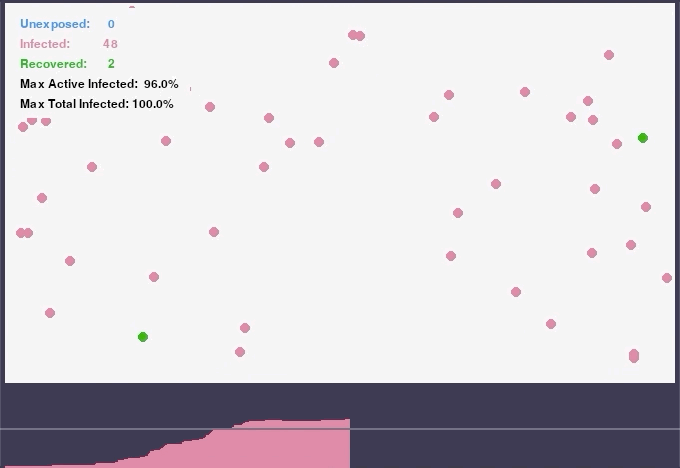 Unexposed: 0
Infected: 48
Recovered: 2
Max Active Infected: 96.0%
Max Total Infected: 100.0%